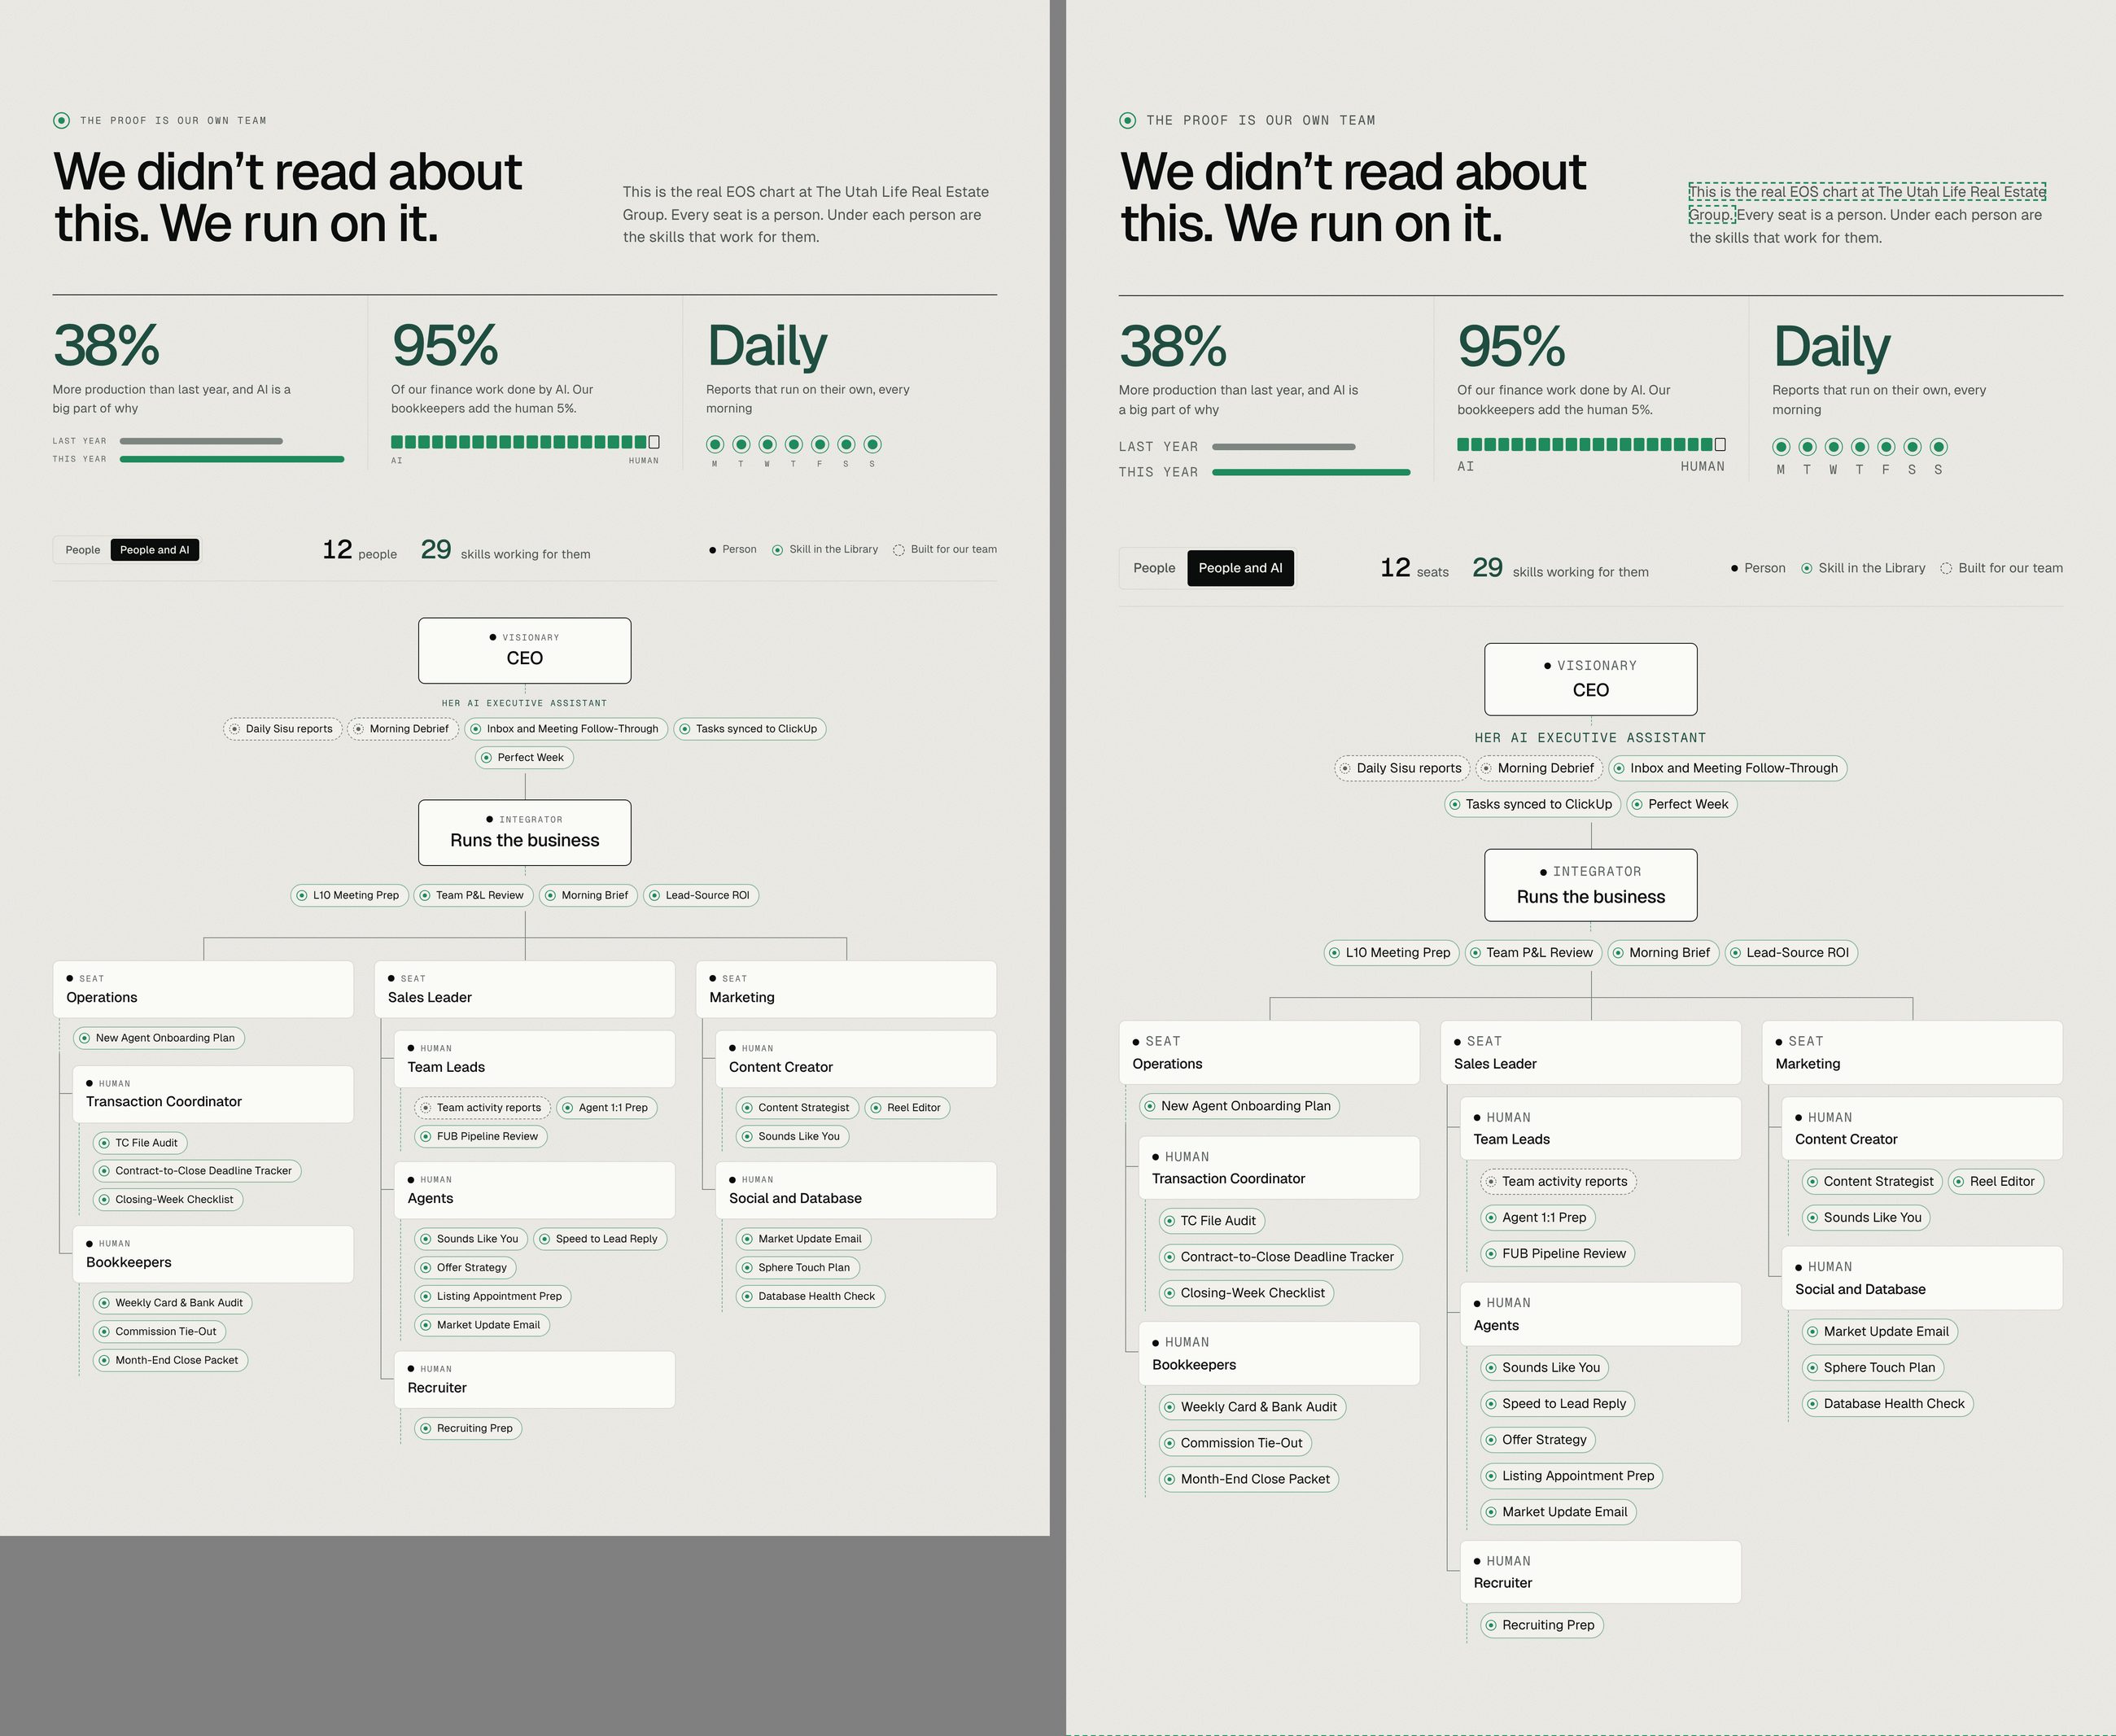 THE PROOF IS OUR OWN TEAM
We didn't read about
this. We run on it.
This is the real EOS chart at The Utah Life Real Estate
Group. Every seat is a person. Under each person are
the skills that work for them.
38%
More production than last year, and AI is a
big part of why
LAST YEAR
THIS YEAR
95%
Of our finance work done by AI. Our
bookkeepers add the human 5%.
AI HUMAN
Daily
Reports that run on their own, every
morning
M T W T F S S
People People and AI
12 people 29 skills working for them
Person Skill in the Library Built for our team
VISIONARY
CEO
HER AI EXECUTIVE ASSISTANT
Daily Sisu reports Morning Debrief Inbox and Meeting Follow-Through Tasks synced to ClickUp
Perfect Week
INTEGRATOR
Runs the business
L10 Meeting Prep Team P&L Review Morning Brief Lead-Source ROI
SEAT
Operations
New Agent Onboarding Plan
HUMAN
Transaction Coordinator
TC File Audit
Contract-to-Close Deadline Tracker
Closing-Week Checklist
HUMAN
Bookkeepers
Weekly Card & Bank Audit
Commission Tie-Out
Month-End Close Packet
SEAT
Sales Leader
HUMAN
Team Leads
Team activity reports Agent 1:1 Prep
FUB Pipeline Review
HUMAN
Agents
Sounds Like You Speed to Lead Reply
Offer Strategy
Listing Appointment Prep
Market Update Email
HUMAN
Recruiter
Recruiting Prep
SEAT
Marketing
HUMAN
Content Creator
Content Strategist Reel Editor
Sounds Like You
HUMAN
Social and Database
Market Update Email
Sphere Touch Plan
Database Health Check
THE PROOF IS OUR OWN TEAM
We didn't read about
this. We run on it.
This is the real EOS chart at The Utah Life Real Estate
Group. Every seat is a person. Under each person are
the skills that work for them.
38%
More production than last year, and AI is
a big part of why
LAST YEAR
THIS YEAR
95%
Of our finance work done by AI. Our
bookkeepers add the human 5%.
AI HUMAN
Daily
Reports that run on their own, every
morning
M T W T F S S
People People and AI
12 seats 29 skills working for them
Person Skill in the Library Built for our team
VISIONARY
CEO
HER AI EXECUTIVE ASSISTANT
Daily Sisu reports Morning Debrief Inbox and Meeting Follow-Through
Tasks synced to ClickUp Perfect Week
INTEGRATOR
Runs the business
L10 Meeting Prep Team P&L Review Morning Brief Lead-Source ROI
SEAT
Operations
New Agent Onboarding Plan
HUMAN
Transaction Coordinator
TC File Audit
Contract-to-Close Deadline Tracker
Closing-Week Checklist
HUMAN
Bookkeepers
Weekly Card & Bank Audit
Commission Tie-Out
Month-End Close Packet
SEAT
Sales Leader
HUMAN
Team Leads
Team activity reports
Agent 1:1 Prep
FUB Pipeline Review
HUMAN
Agents
Sounds Like You
Speed to Lead Reply
Offer Strategy
Listing Appointment Prep
Market Update Email
HUMAN
Recruiter
Recruiting Prep
SEAT
Marketing
HUMAN
Content Creator
Content Strategist Reel Editor
Sounds Like You
HUMAN
Social and Database
Market Update Email
Sphere Touch Plan
Database Health Check